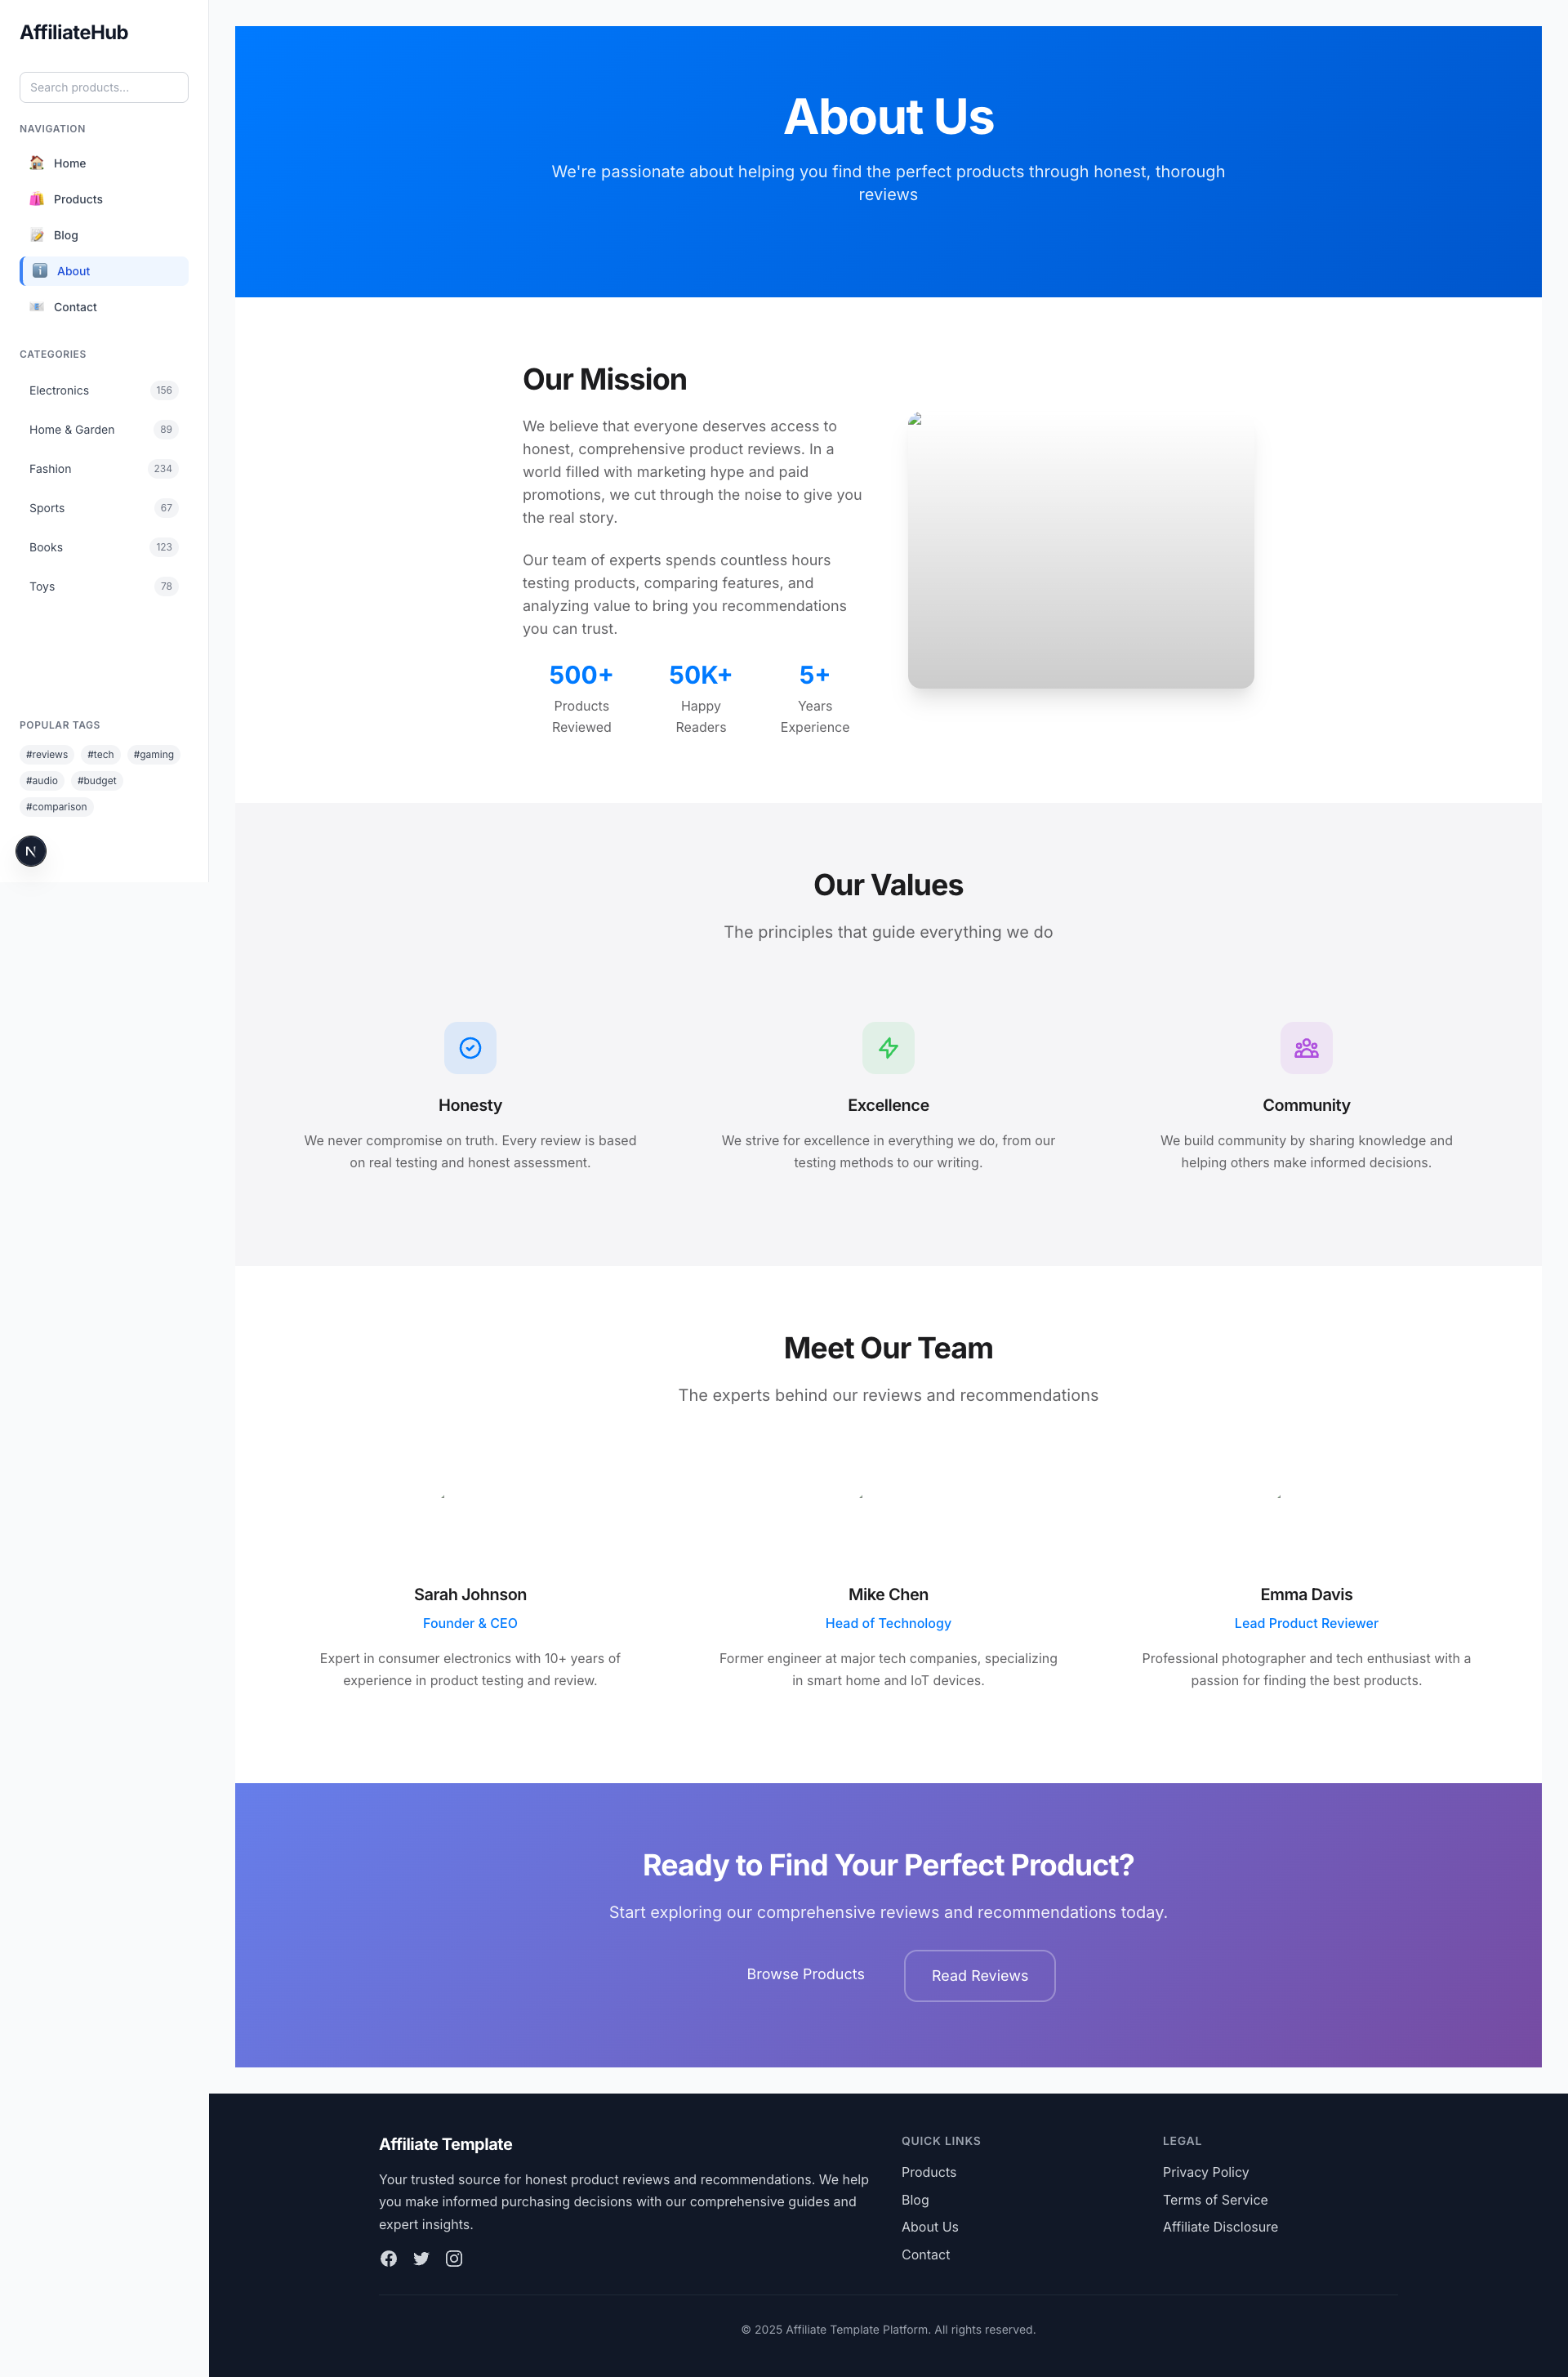 AffiliateHub
Search products...
NAVIGATION
Home
Products
Blog
About
Contact
CATEGORIES
Electronics 156
Home & Garden 89
Fashion 234
Sports 67
Books 123
Toys 78
POPULAR TAGS
#reviews #tech #gaming
#audio #budget
#comparison
N
About Us
We're passionate about helping you find the perfect products through honest, thorough
reviews
Our Mission
We believe that everyone deserves access to
honest, comprehensive product reviews. In a
world filled with marketing hype and paid
promotions, we cut through the noise to give you
the real story.
Our team of experts spends countless hours
testing products, comparing features, and
analyzing value to bring you recommendations
you can trust.
500+ 50K+ 5+
Products Happy Years
Reviewed Readers Experience
Our Values
The principles that guide everything we do
Honesty
We never compromise on truth. Every review is based
on real testing and honest assessment.
Excellence
We strive for excellence in everything we do, from our
testing methods to our writing.
Community
We build community by sharing knowledge and
helping others make informed decisions.
Meet Our Team
The experts behind our reviews and recommendations
Sarah Johnson
Founder & CEO
Expert in consumer electronics with 10+ years of
experience in product testing and review.
Mike Chen
Head of Technology
Former engineer at major tech companies, specializing
in smart home and IoT devices.
Emma Davis
Lead Product Reviewer
Professional photographer and tech enthusiast with a
passion for finding the best products.
Ready to Find Your Perfect Product?
Start exploring our comprehensive reviews and recommendations today.
Browse Products Read Reviews
Affiliate Template
Your trusted source for honest product reviews and recommendations. We help
you make informed purchasing decisions with our comprehensive guides and
expert insights.
QUICK LINKS
Products
Blog
About Us
Contact
LEGAL
Privacy Policy
Terms of Service
Affiliate Disclosure
© 2025 Affiliate Template Platform. All rights reserved.